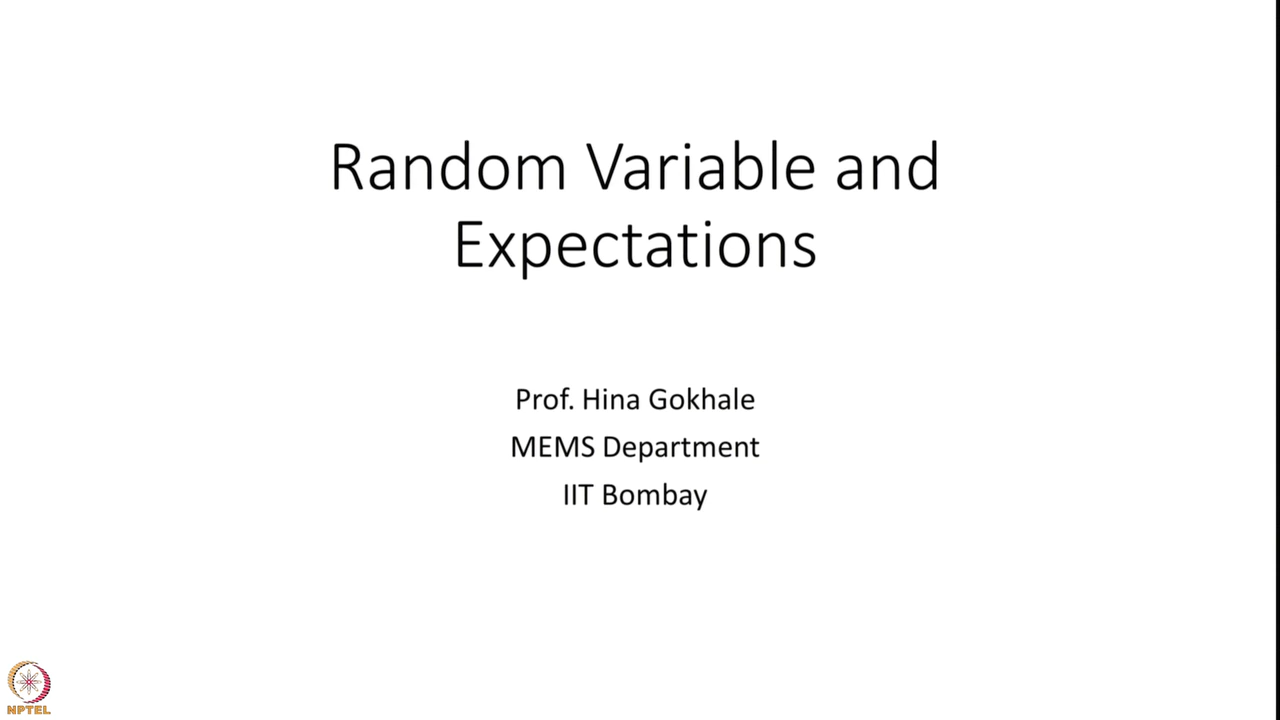 Random Variable and
Expectations
Prof. Hina Gokhale
MEMS Department
IIT Bombay
NPTEL